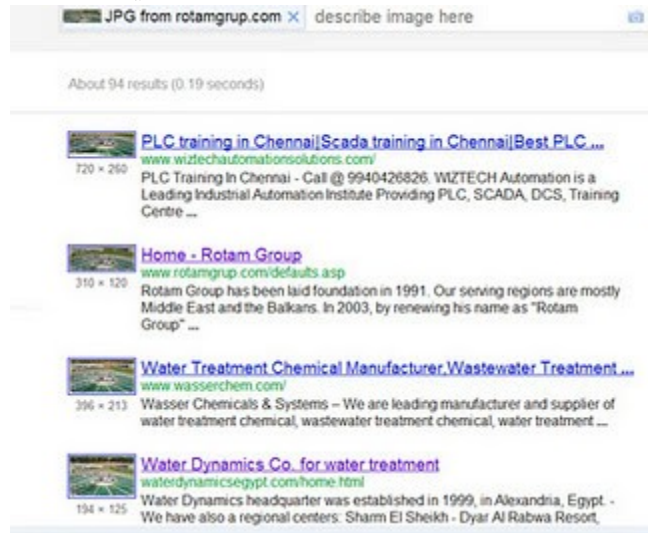 JPG from rotamgrup.com × describe image here
About 94 results (0.19 seconds)
PLC training in Chennai|Scada training in Chennai|Best PLC ...
www.wiztechautomationsolutions.com/
720 × 260
PLC Training In Chennai - Call @ 9940426826. WIZTECH Automation is a
Leading Industrial Automation Institute Providing PLC, SCADA, DCS, Training
Centre ...
Home - Rotam Group
www.rotamgrup.com/defaults.asp
310 × 120
Rotam Group has been laid foundation in 1991. Our serving regions are mostly
Middle East and the Balkans. In 2003, by renewing his name as "Rotam
Group" ...
Water Treatment Chemical Manufacturer,Wastewater Treatment ...
www.wasserchem.com/
396 × 213
Wasser Chemicals & Systems – We are leading manufacturer and supplier of
water treatment chemical, wastewater treatment chemical, water treatment ...
Water Dynamics Co. for water treatment
waterdynamicsegypt.com/home.html
194 × 125
Water Dynamics headquarter was established in 1999, in Alexandria, Egypt. -
We have also a regional centers: Sharm El Sheikh - Dyar Al Rabwa Resort,